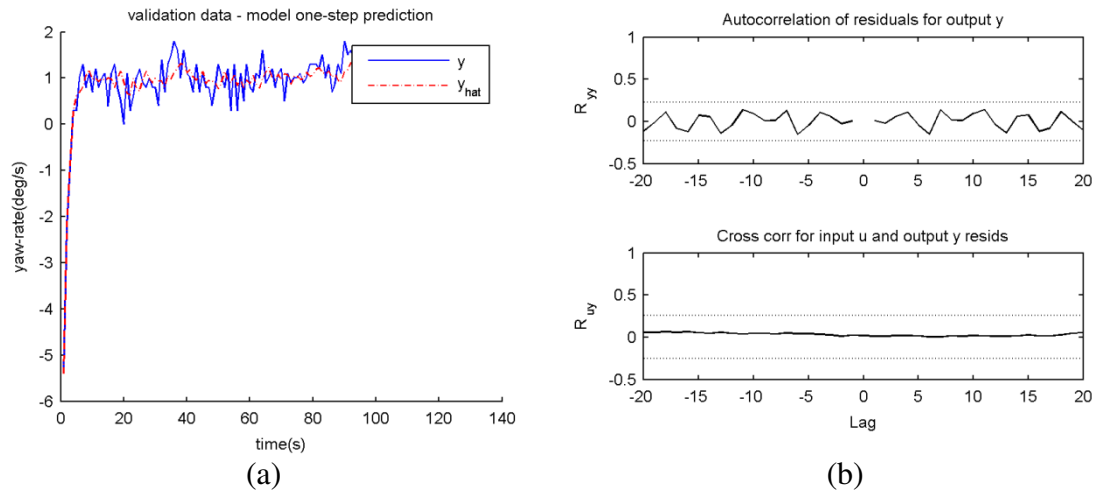 validation data - model one-step prediction
2
1
0
-1
-2
-3
-4
-5
-6
yaw-rate(deg/s)
y
y_hat
0 20 40 60 80 100 120 140
time(s)
(a)
Autocorrelation of residuals for output y
1
0.5
0
-0.5
R_yy
-20 -15 -10 -5 0 5 10 15 20
Cross corr for input u and output y resids
1
0.5
0
-0.5
R_uy
-20 -15 -10 -5 0 5 10 15 20
Lag
(b)